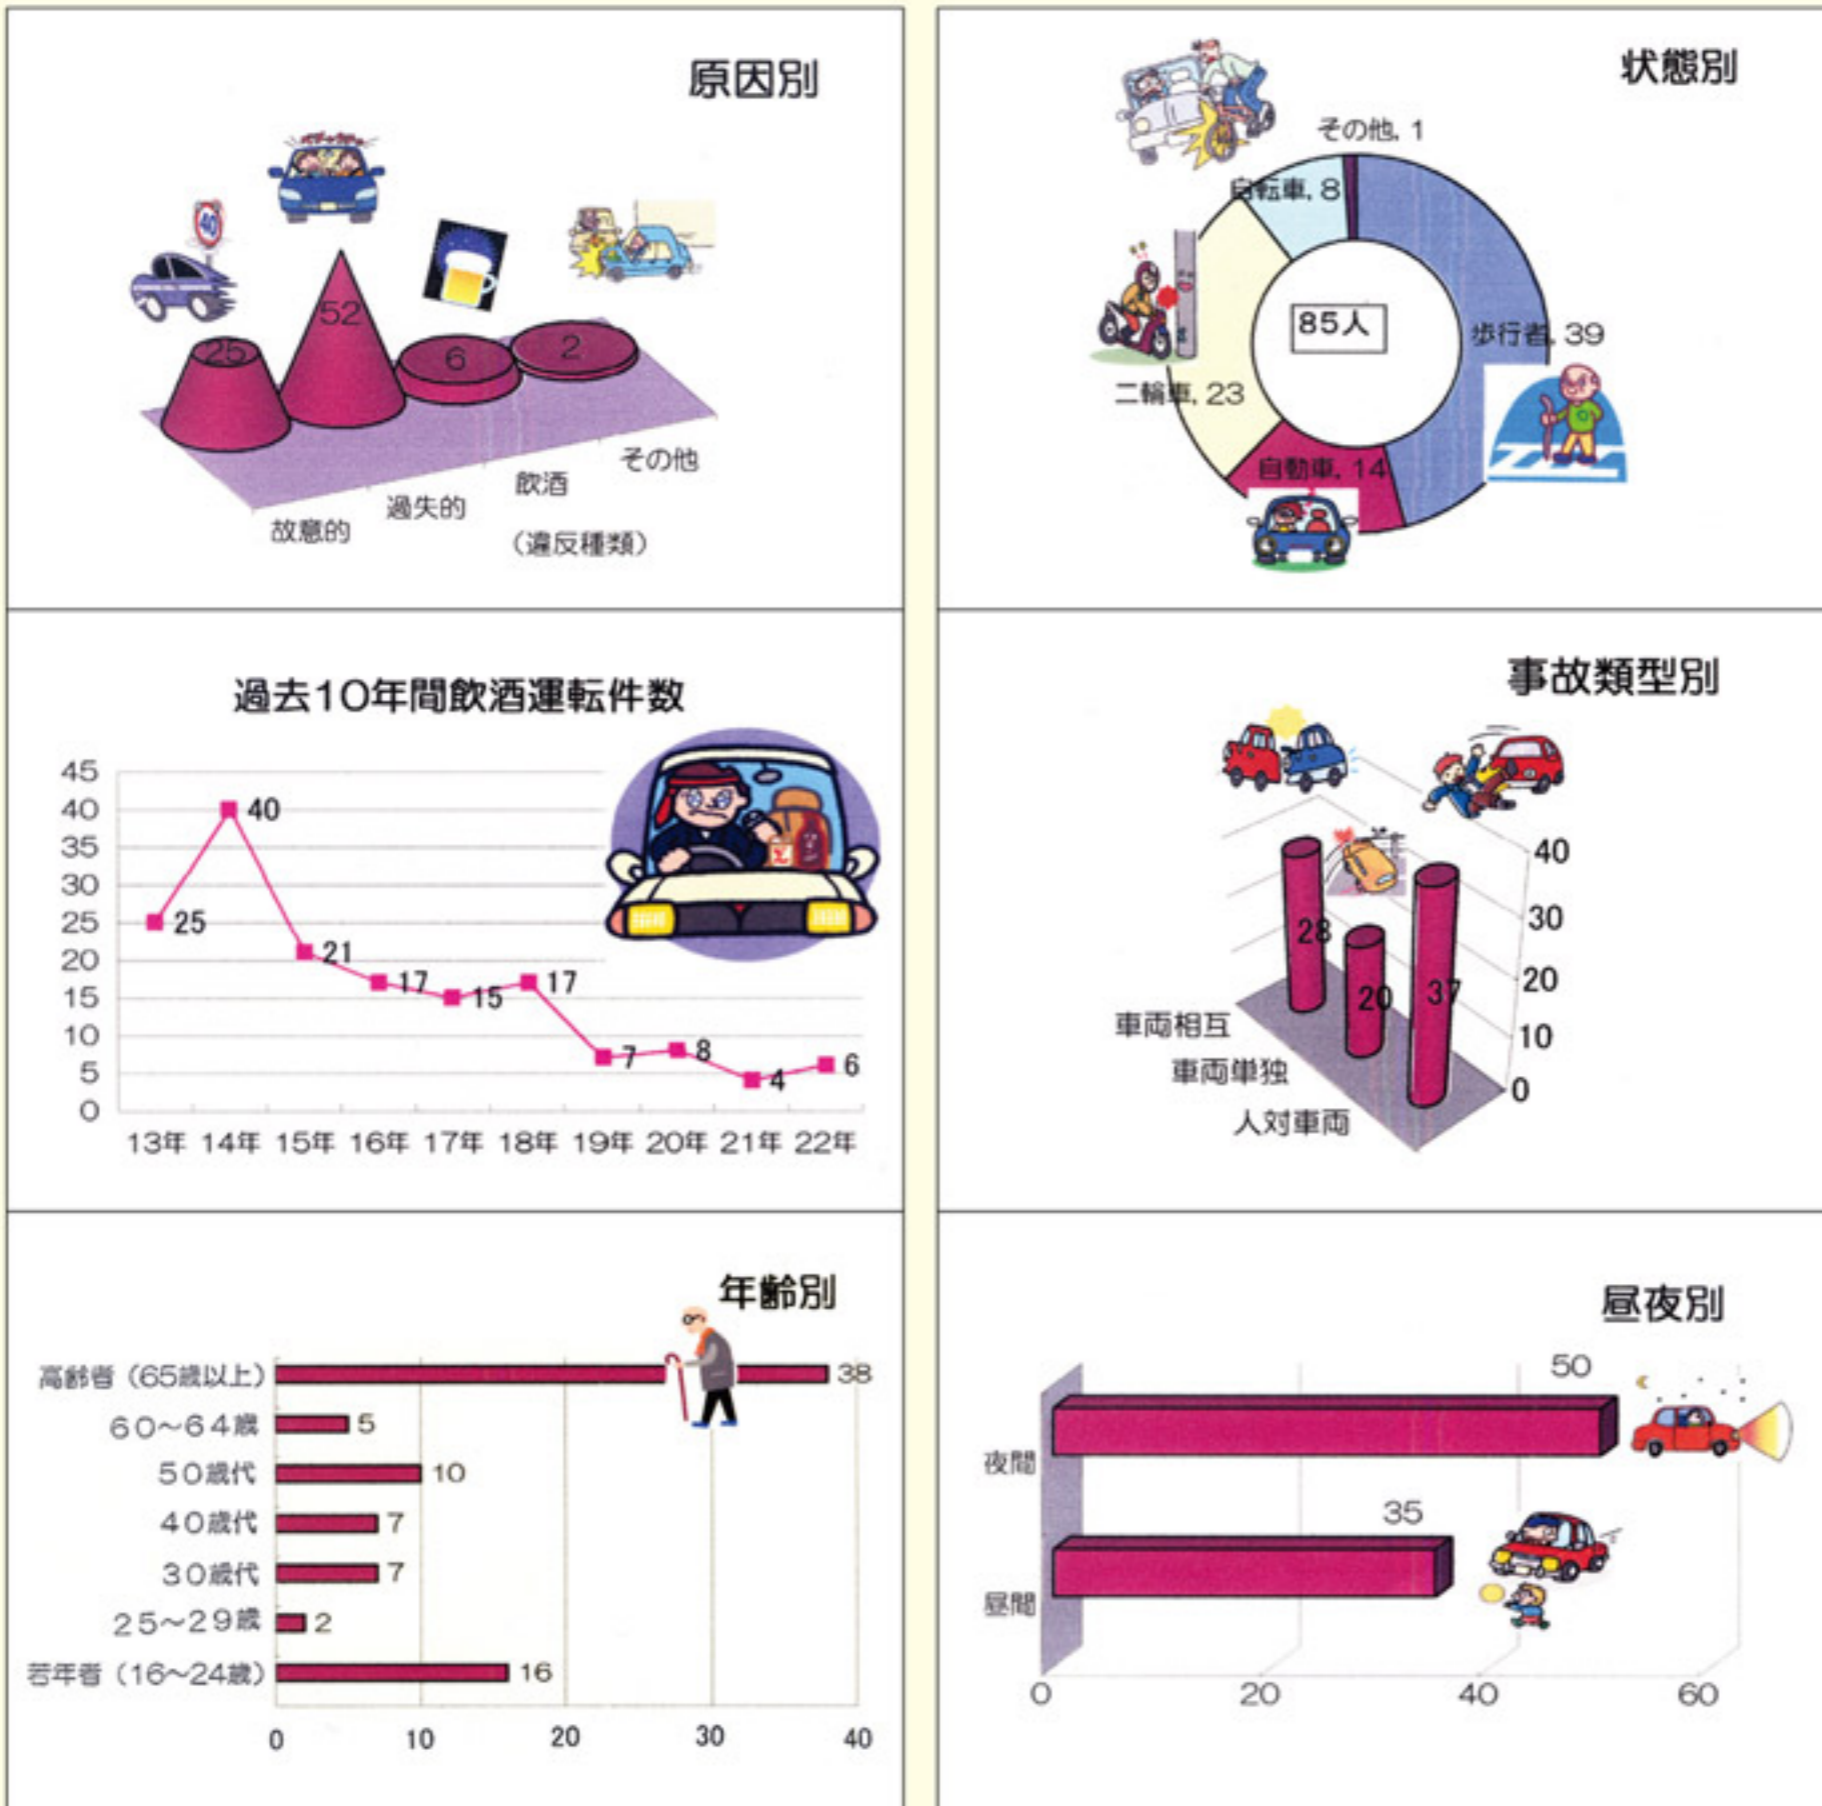 原因別
40
25
52
6
2
故意的
過失的
飲酒
その他
（違反種類）
状態別
その他, 1
自転車, 8
歩行者, 39
85人
二輪車, 23
自動車, 14
過去10年間飲酒運転件数
45
40
35
30
25
20
15
10
5
0
25
40
21
17
15
17
7
8
4
6
13年 14年 15年 16年 17年 18年 19年 20年 21年 22年
事故類型別
40
30
20
10
0
28
20
37
車両相互
車両単独
人対車両
年齢別
高齢者（65歳以上） 38
60～64歳 5
50歳代 10
40歳代 7
30歳代 7
25～29歳 2
若年者（16～24歳） 16
0 10 20 30 40
昼夜別
50
夜間
35
昼間
0 20 40 60